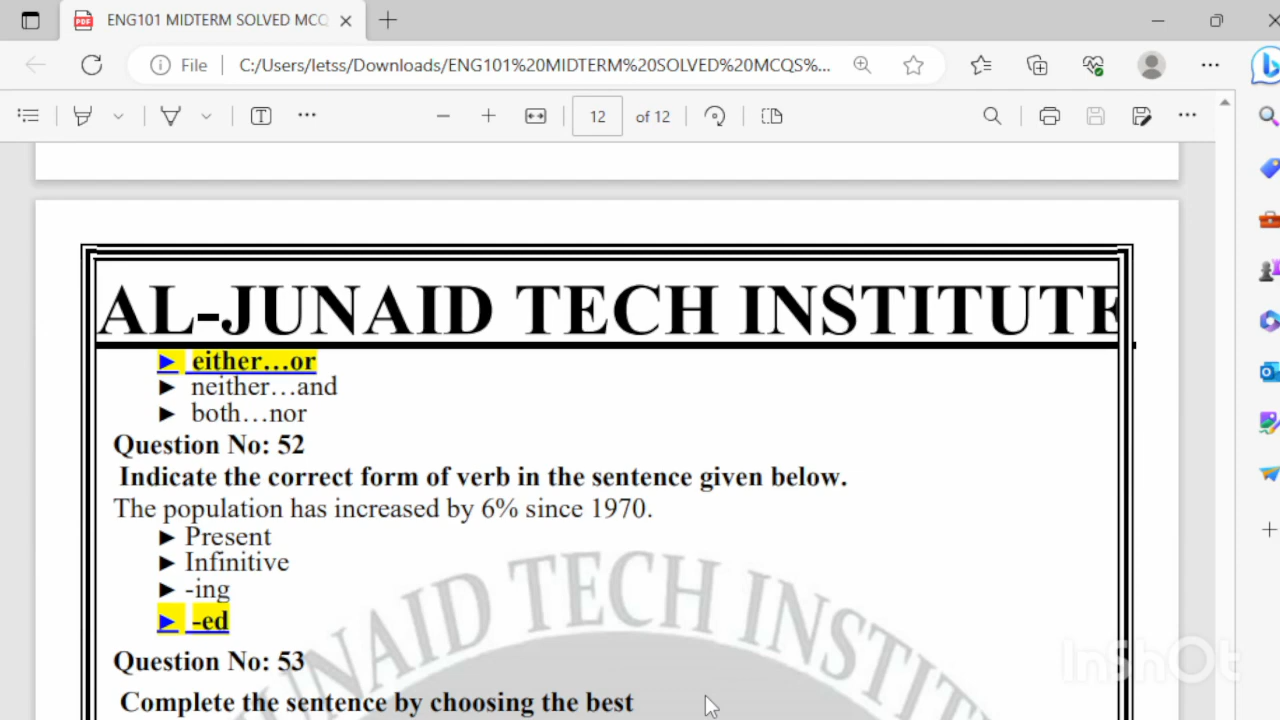 ENG101 MIDTERM SOLVED MCQ
File C:/Users/letss/Downloads/ENG101%20MIDTERM%20SOLVED%20MCQS%...
12 of 12
AL-JUNAID TECH INSTITUTE
► either…or
► neither…and
► both…nor
Question No: 52
Indicate the correct form of verb in the sentence given below.
The population has increased by 6% since 1970.
► Present
► Infinitive
► -ing
► -ed
Question No: 53
Complete the sentence by choosing the best
JUNAID TECH INSTIT
InShOt